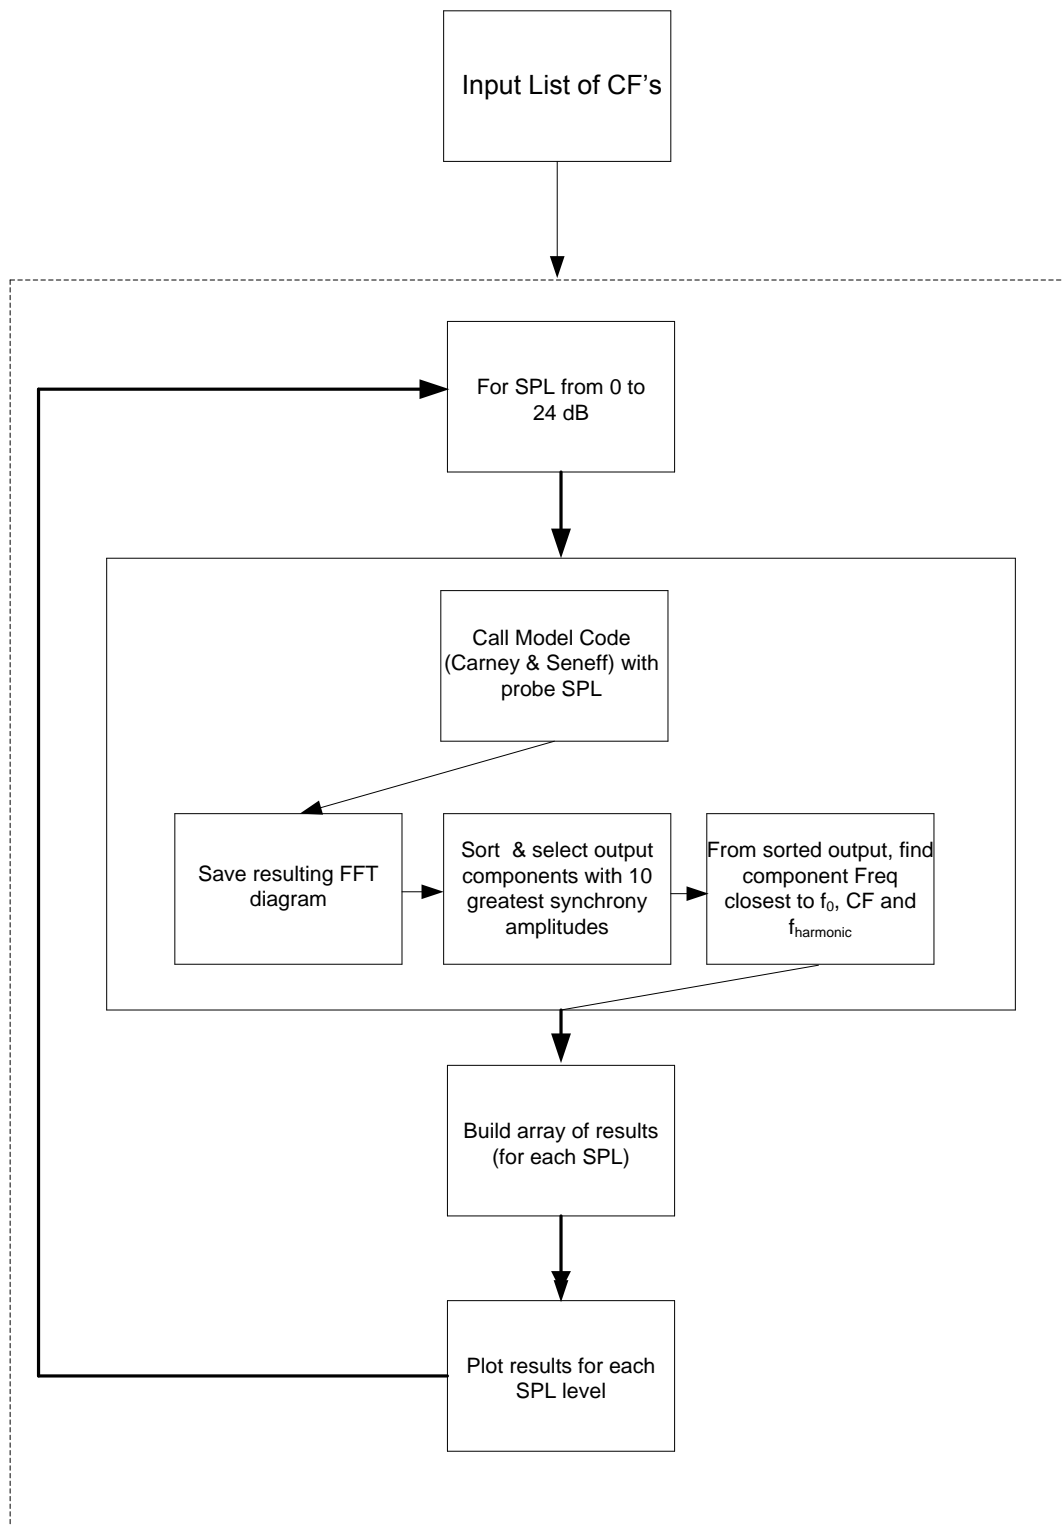 Input List of CF’s
For SPL from 0 to
24 dB
Call Model Code
(Carney & Seneff) with
probe SPL
Save resulting FFT
diagram
Sort & select output
components with 10
greatest synchrony
amplitudes
From sorted output, find
component Freq
closest to f₀, CF and
fharmonic
Build array of results
(for each SPL)
Plot results for each
SPL level